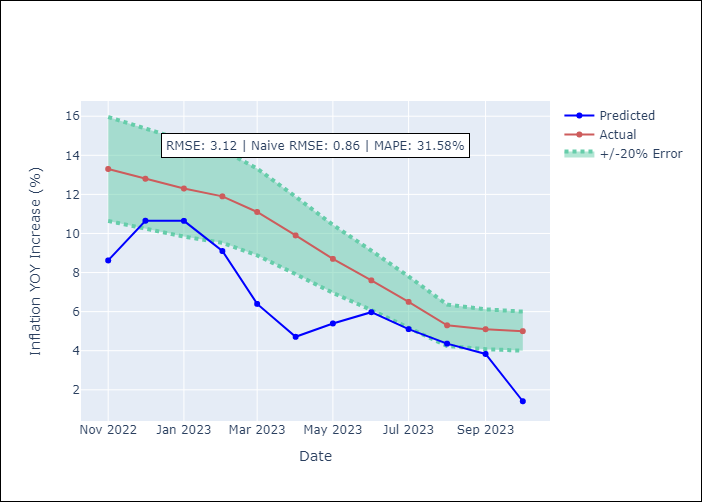 RMSE: 3.12 | Naive RMSE: 0.86 | MAPE: 31.58%
Predicted
Actual
+/-20% Error
Inflation YOY Increase (%)
16
14
12
10
8
6
4
2
Nov 2022 Jan 2023 Mar 2023 May 2023 Jul 2023 Sep 2023
Date